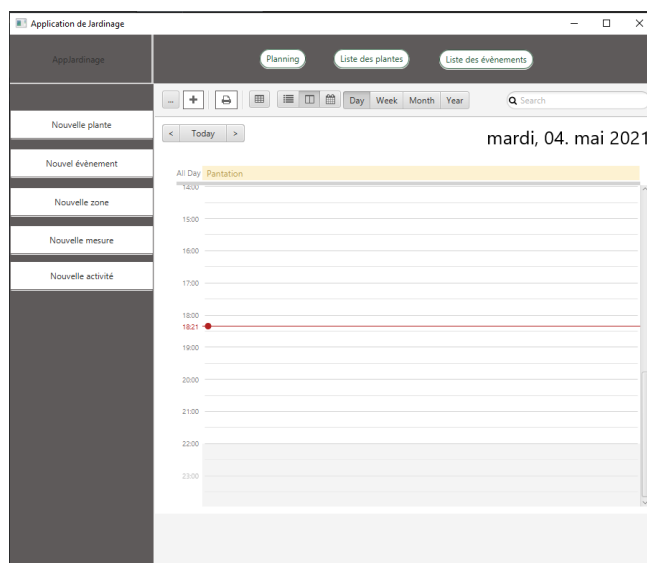 Application de Jardinage
AppJardinage
Planning
Liste des plantes
Liste des évènements
Nouvelle plante
Nouvel évènement
Nouvelle zone
Nouvelle mesure
Nouvelle activité
... + Day Week Month Year Search
< Today >
mardi, 04. mai 2021
All Day Pantation
14:00
15:00
16:00
17:00
18:00
18:21
19:00
20:00
21:00
22:00
23:00